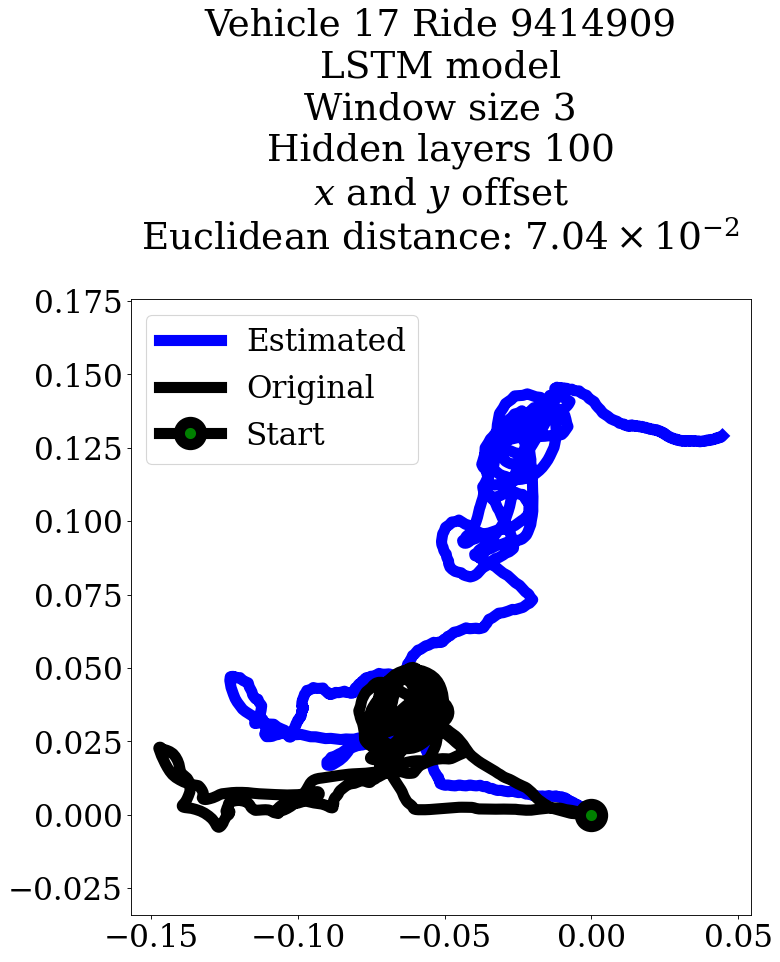 Vehicle 17 Ride 9414909
LSTM model
Window size 3
Hidden layers 100
x and y offset
Euclidean distance: 7.04 × 10⁻²
Estimated
Original
Start
0.175
0.150
0.125
0.100
0.075
0.050
0.025
0.000
−0.025
−0.15 −0.10 −0.05 0.00 0.05